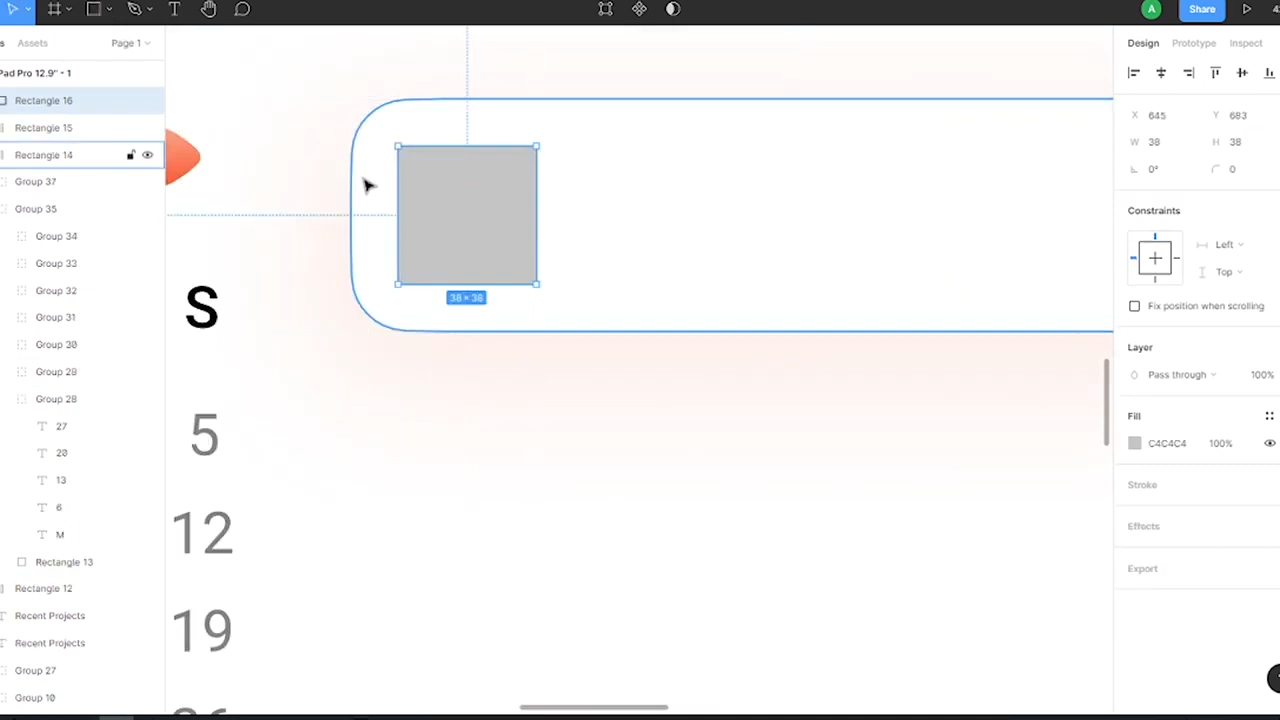 Share
s Assets Page 1
Pad Pro 12.9" - 1
Rectangle 16
Rectangle 15
Rectangle 14
Group 37
Group 35
Group 34
Group 33
Group 32
Group 31
Group 30
Group 28
Group 28
27
20
13
6
M
Rectangle 13
Rectangle 12
Recent Projects
Recent Projects
Group 27
Group 10
A
38 × 38
S
5
12
19
Design Prototype Inspect
X 645 Y 683
W 38 H 38
0° 0
Constraints
Left
Top
Fix position when scrolling
Layer
Pass through 100%
Fill
C4C4C4 100%
Stroke
Effects
Export